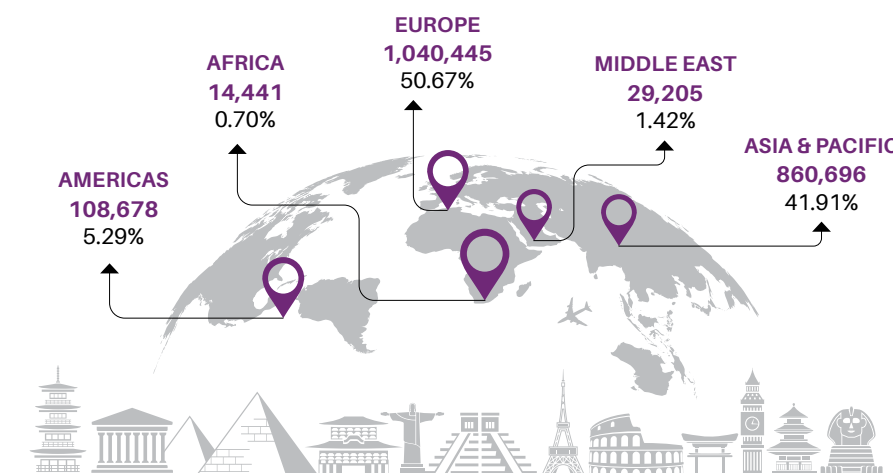 EUROPE
1,040,445
50.67%
AFRICA
14,441
0.70%
MIDDLE EAST
29,205
1.42%
ASIA & PACIFIC
860,696
41.91%
AMERICAS
108,678
5.29%